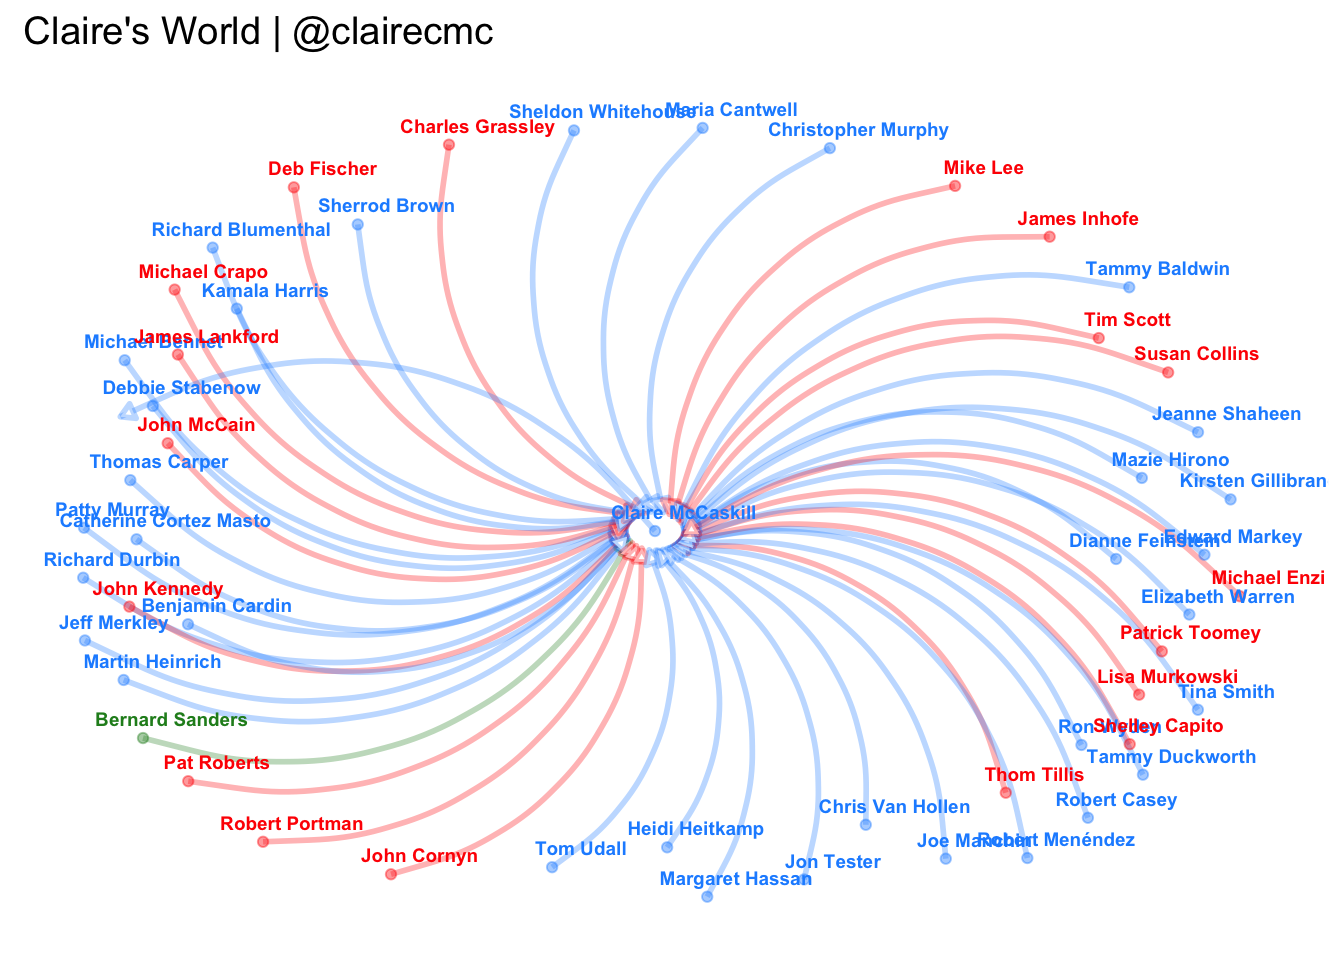 Claire's World | @clairecmc
Sheldon Whitehouse
Maria Cantwell
Charles Grassley
Christopher Murphy
Deb Fischer
Mike Lee
Sherrod Brown
James Inhofe
Richard Blumenthal
Michael Crapo
Tammy Baldwin
Kamala Harris
Tim Scott
James Lankford
Michael Bennet
Susan Collins
Debbie Stabenow
Jeanne Shaheen
John McCain
Thomas Carper
Mazie Hirono
Kirsten Gillibran
Patty Murray
Claire McCaskill
Catherine Cortez Masto
Edward Markey
Dianne Feinstein
Richard Durbin
Michael Enzi
John Kennedy
Elizabeth Warren
Benjamin Cardin
Jeff Merkley
Patrick Toomey
Martin Heinrich
Lisa Murkowski
Tina Smith
Bernard Sanders
Shelley Capito
Ron Wyden
Tammy Duckworth
Pat Roberts
Thom Tillis
Robert Casey
Chris Van Hollen
Robert Portman
Heidi Heitkamp
Joe Manchin
Robert Menéndez
Tom Udall
John Cornyn
Jon Tester
Margaret Hassan